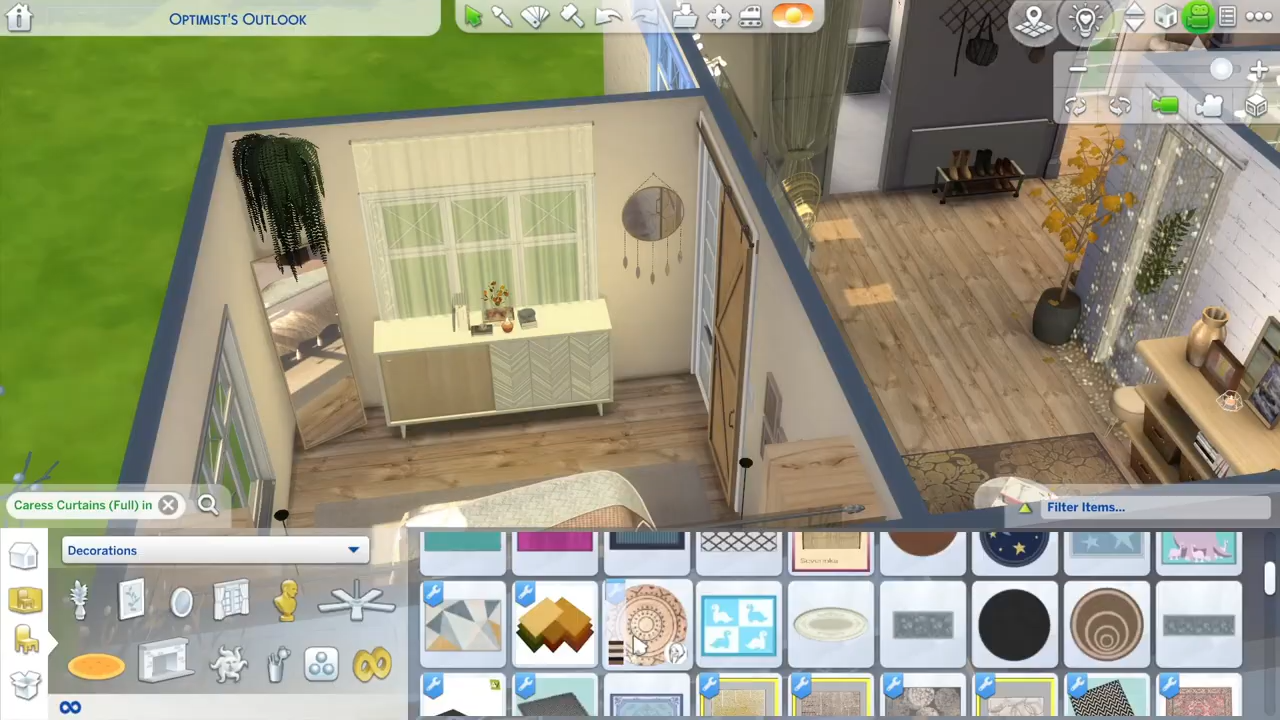 OPTIMIST'S OUTLOOK
Caress Curtains (Full) in
Filter Items...
Decorations